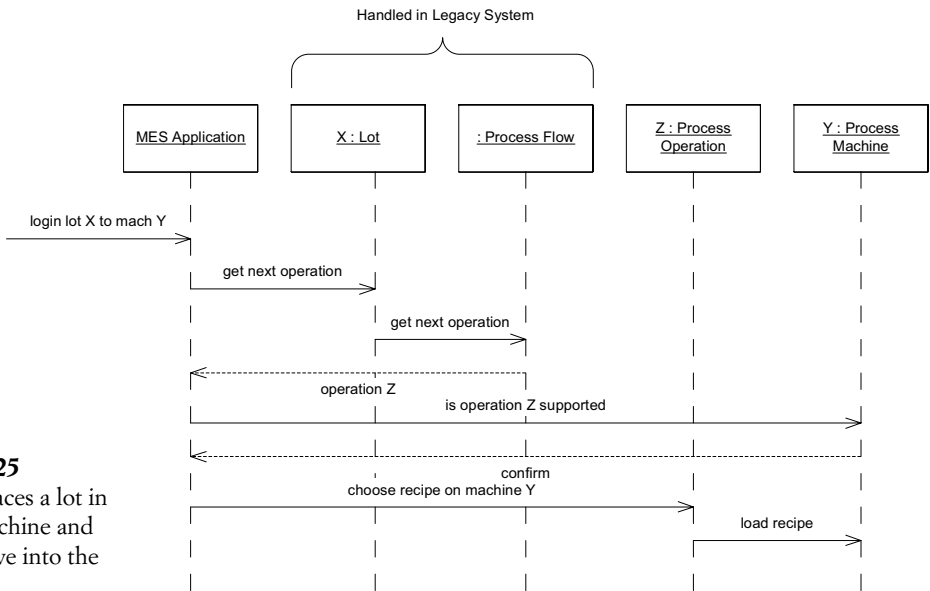 Handled in Legacy System
MES Application
X : Lot
: Process Flow
Z : Process
Operation
Y : Process
Machine
login lot X to mach Y
get next operation
get next operation
operation Z
is operation Z supported
confirm
choose recipe on machine Y
load recipe
25
aces a lot in
chine and
ve into the